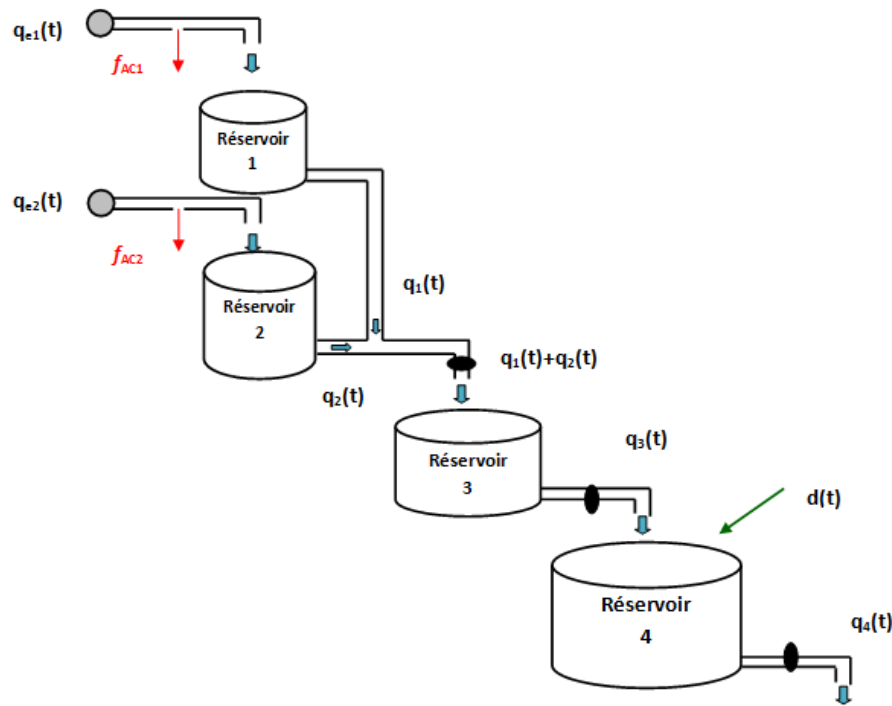 qe1(t)
fAC1
Réservoir
1
qe2(t)
fAC2
Réservoir
2
q1(t)
q1(t)+q2(t)
q2(t)
Réservoir
3
q3(t)
d(t)
Réservoir
4
q4(t)